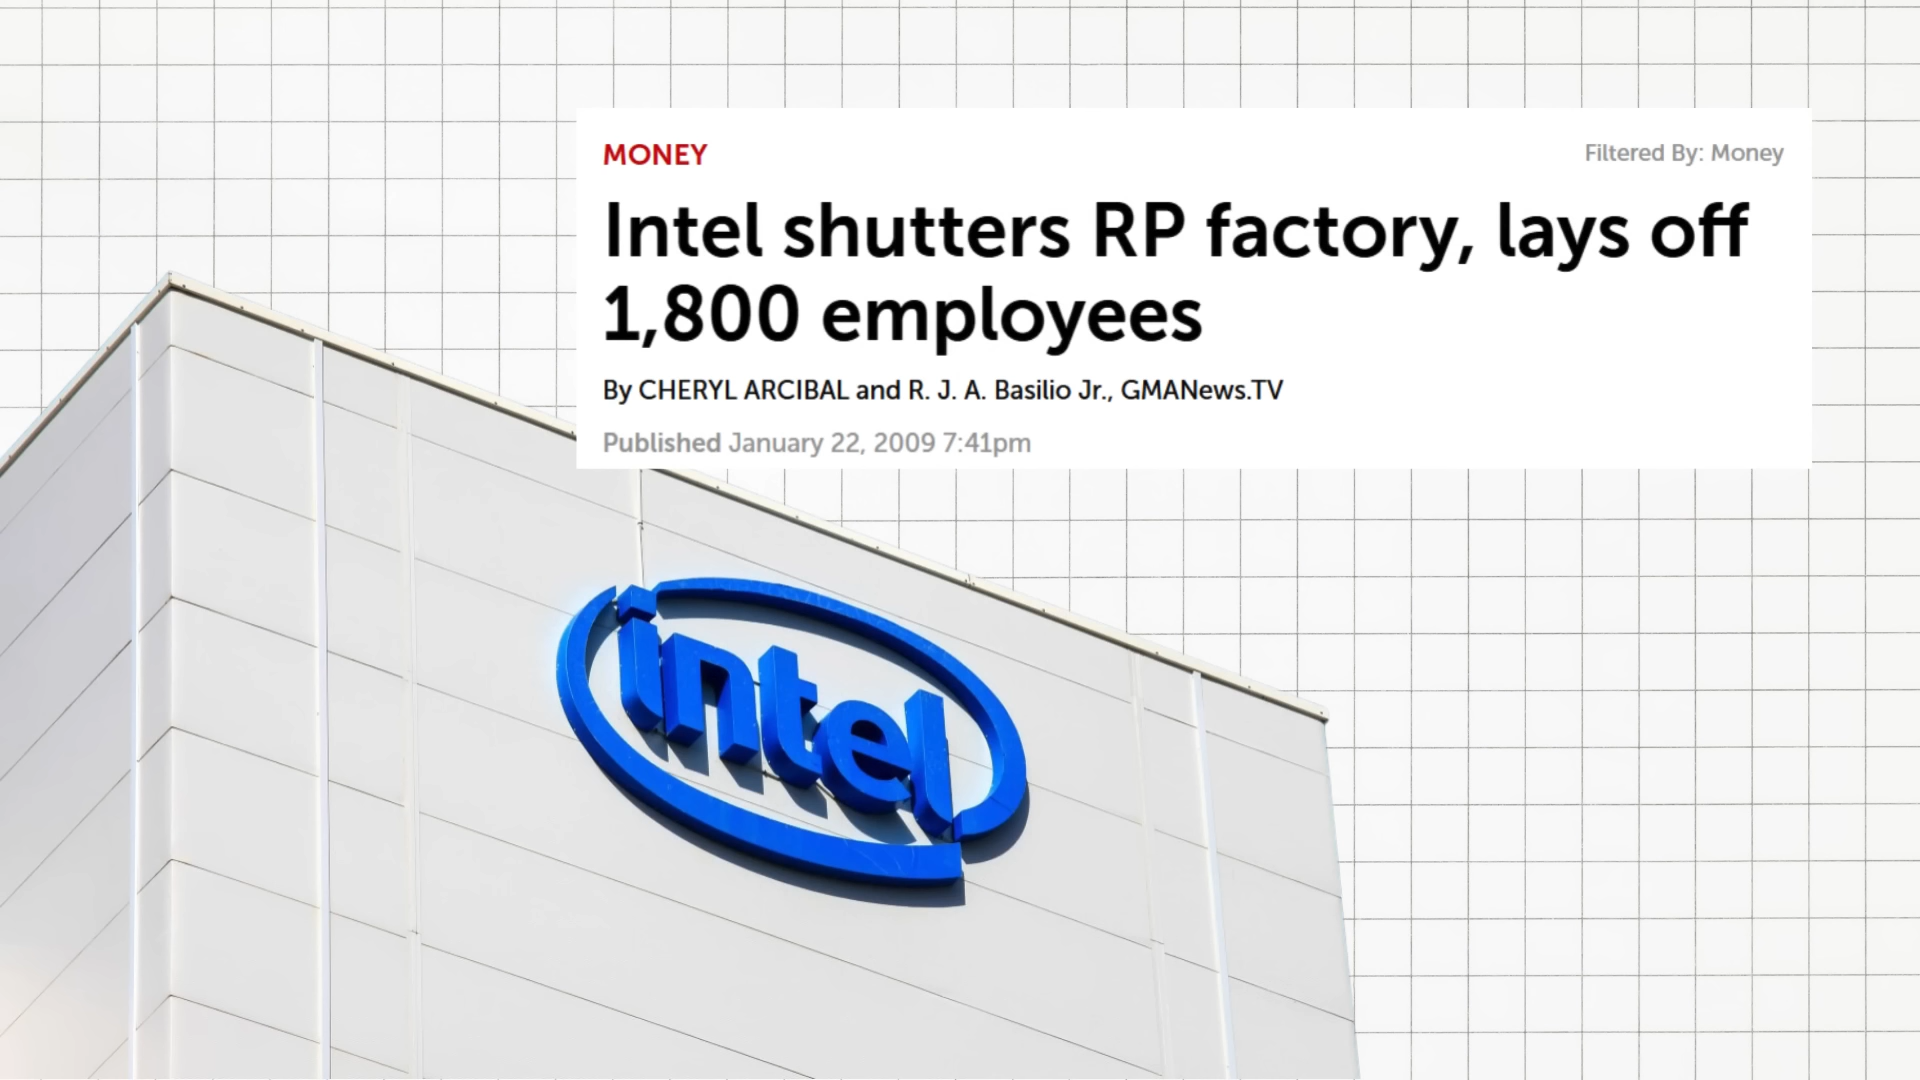 MONEY
Filtered By: Money
Intel shutters RP factory, lays off
1,800 employees
By CHERYL ARCIBAL and R. J. A. Basilio Jr., GMANews.TV
Published January 22, 2009 7:41pm
intel